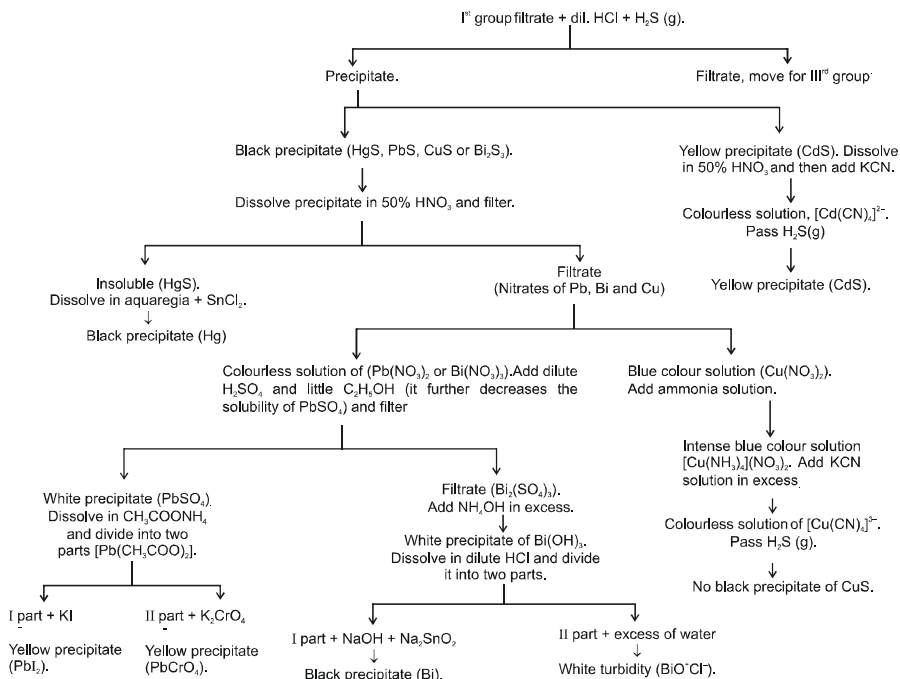 Iˢᵗ group filtrate + dil. HCl + H₂S (g).
Precipitate.
Filtrate, move for IIIʳᵈ group
Black precipitate (HgS, PbS, CuS or Bi₂S₃).
Yellow precipitate (CdS). Dissolve
in 50% HNO₃ and then add KCN.
Dissolve precipitate in 50% HNO₃ and filter.
Colourless solution, [Cd(CN)₄]²⁻.
Pass H₂S(g)
Yellow precipitate (CdS).
Insoluble (HgS).
Dissolve in aquaregia + SnCl₂.
↓
Black precipitate (Hg)
Filtrate
(Nitrates of Pb, Bi and Cu)
Colourless solution of (Pb(NO₃)₂ or Bi(NO₃)₃).Add dilute
H₂SO₄ and little C₂H₅OH (it further decreases the
solubility of PbSO₄) and filter
Blue colour solution (Cu(NO₃)₂).
Add ammonia solution.
Intense blue colour solution
[Cu(NH₃)₄](NO₃)₂. Add KCN
solution in excess
Colourless solution of [Cu(CN)₄]³⁻.
Pass H₂S (g).
No black precipitate of CuS.
White precipitate (PbSO₄)
Dissolve in CH₃COONH₄
and divide into two
parts [Pb(CH₃COO)₂].
Filtrate (Bi₂(SO₄)₃).
Add NH₄OH in excess.
White precipitate of Bi(OH)₃.
Dissolve in dilute HCl and divide
it into two parts.
I part + KI
Yellow precipitate
(PbI₂).
II part + K₂CrO₄
Yellow precipitate
(PbCrO₄).
I part + NaOH + Na₂SnO₂
Black precipitate (Bi).
II part + excess of water
↓
White turbidity (BiO⁺Cl⁻).